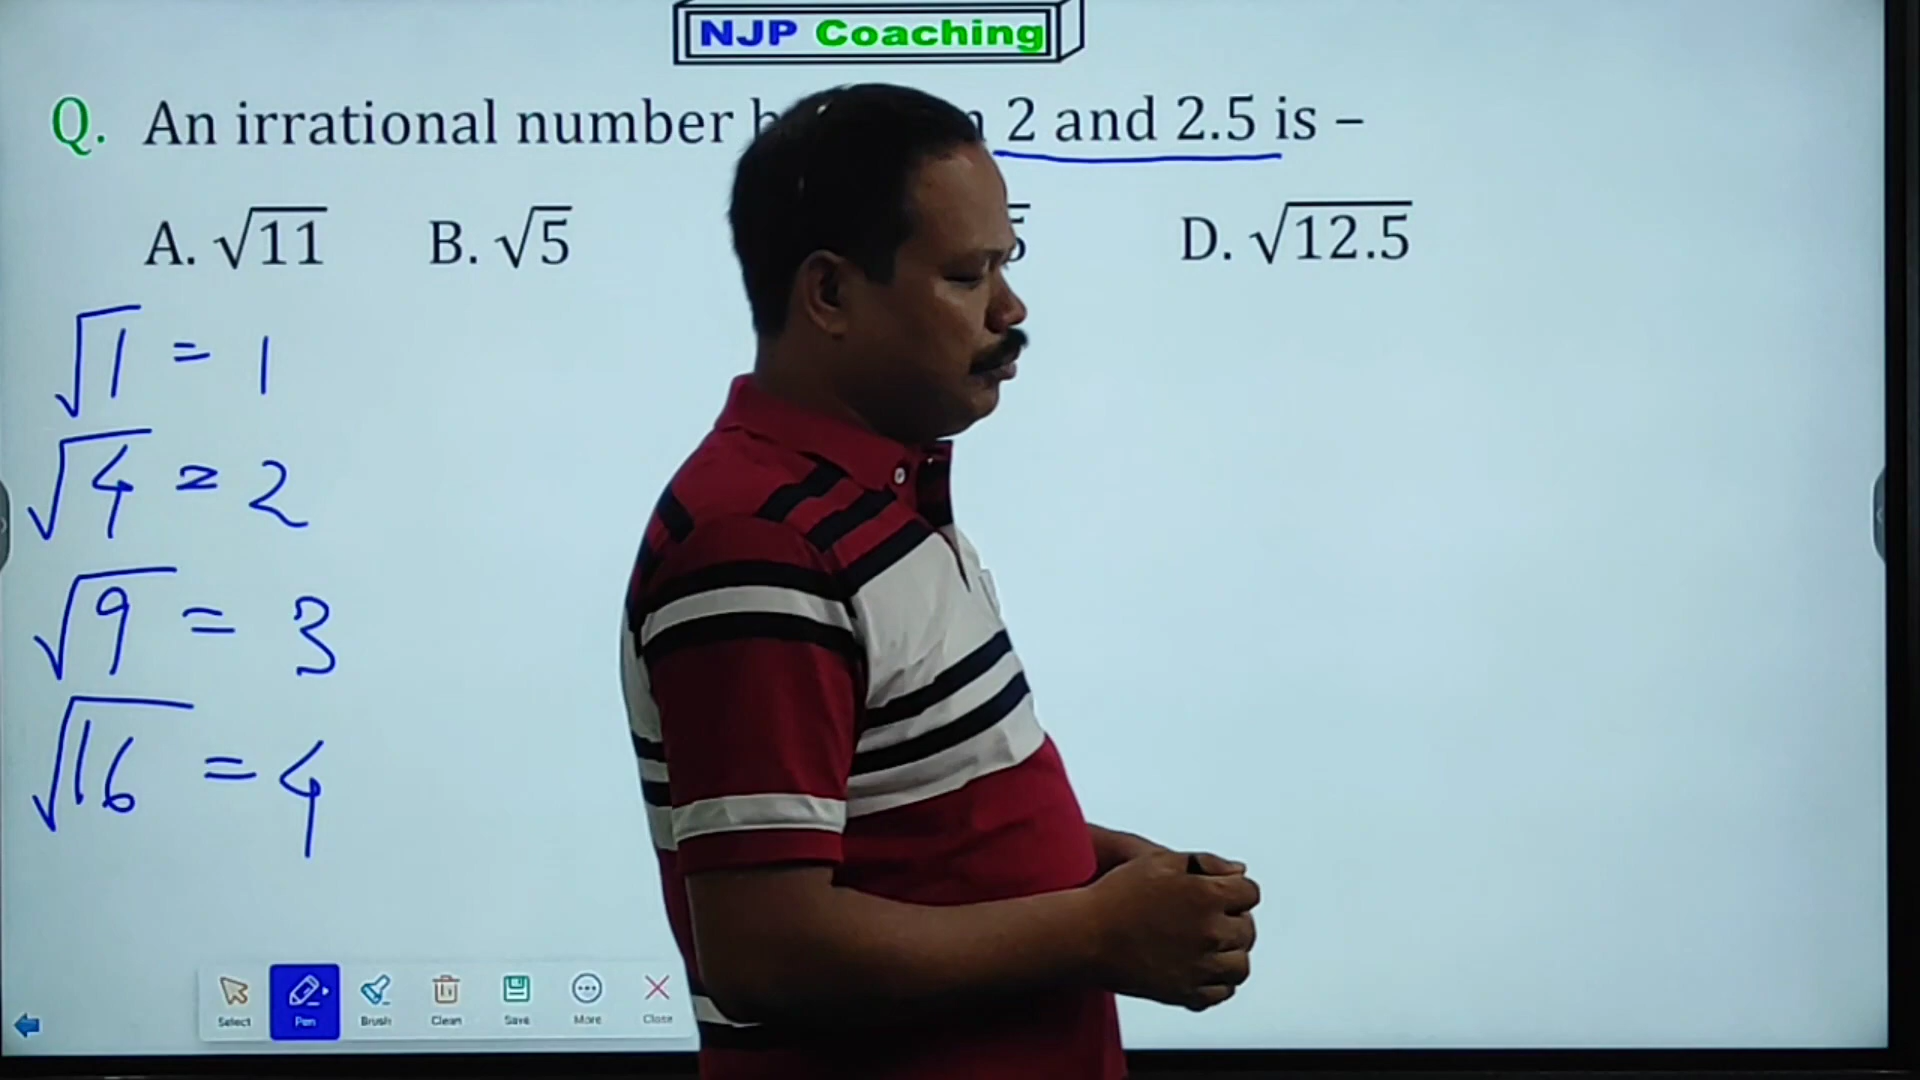 NJP Coaching
Q. An irrational number 2 and 2.5 is –
A. √11 B. √5 D. √12.5
√1 = 1
√4 = 2
√9 = 3
√16 = 4
Select Pen Brush Clean Save More Close